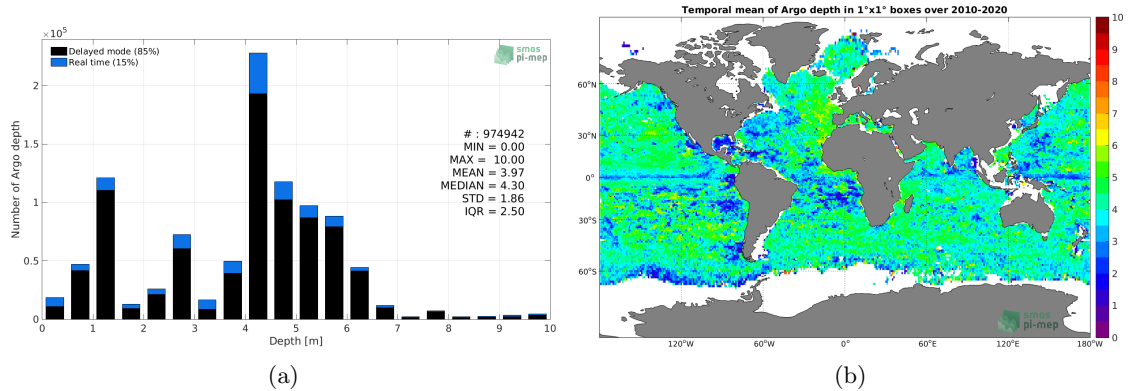 ×10⁵
Delayed mode (85%)
Real time (15%)
smos
pi-mep
# : 974942
MIN = 0.00
MAX = 10.00
MEAN = 3.97
MEDIAN = 4.30
STD = 1.86
IQR = 2.50
Number of Argo depth
2
1.5
1
0.5
0
0 1 2 3 4 5 6 7 8 9 10
Depth [m]
(a)
Temporal mean of Argo depth in 1°x1° boxes over 2010-2020
60°N
30°N
0°
30°S
60°S
120°W 60°W 0° 60°E 120°E 180°W
smos
pi-mep
10
9
8
7
6
5
4
3
2
1
0
(b)